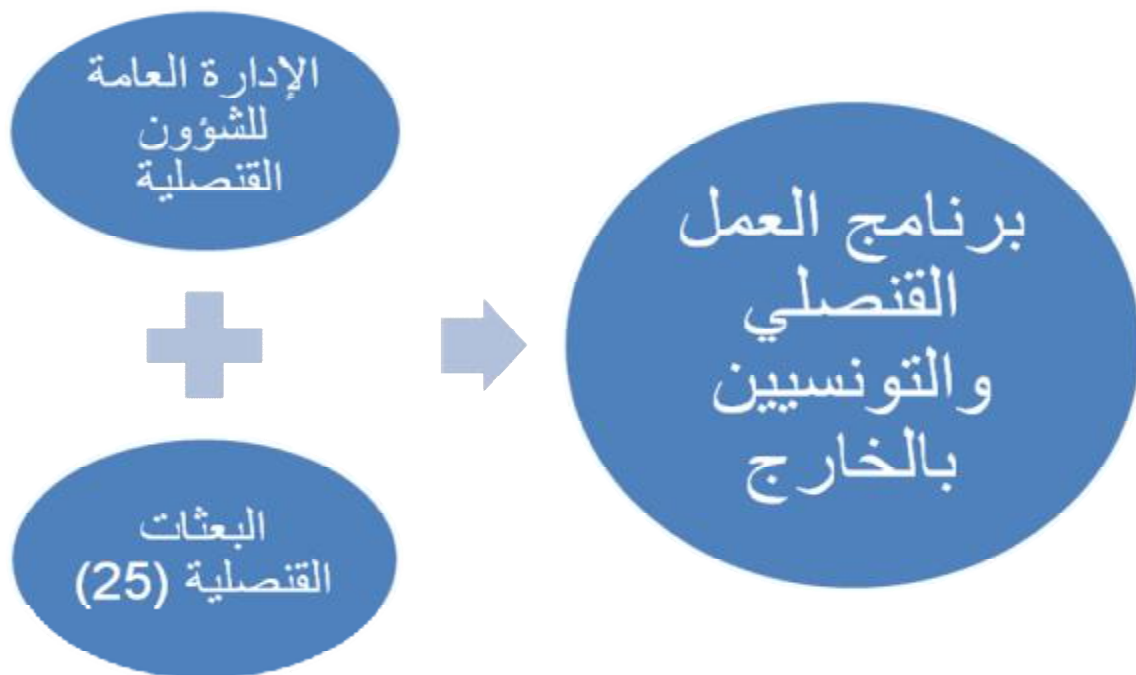 الإدارة العامة
للشؤون
القنصلية
البعثات
القنصلية (25)
برنامج العمل
القنصلي
والتونسيين
بالخارج